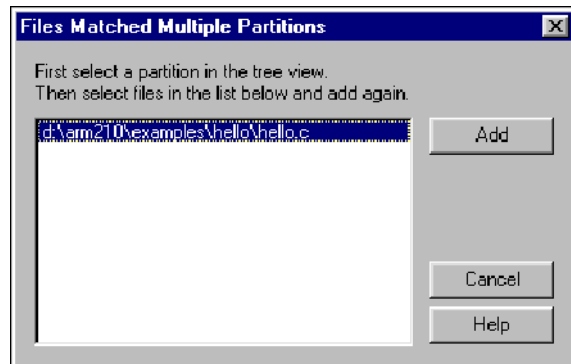 Files Matched Multiple Partitions
First select a partition in the tree view.
Then select files in the list below and add again.
d:\arm210\examples\hello\hello.c
Add
Cancel
Help